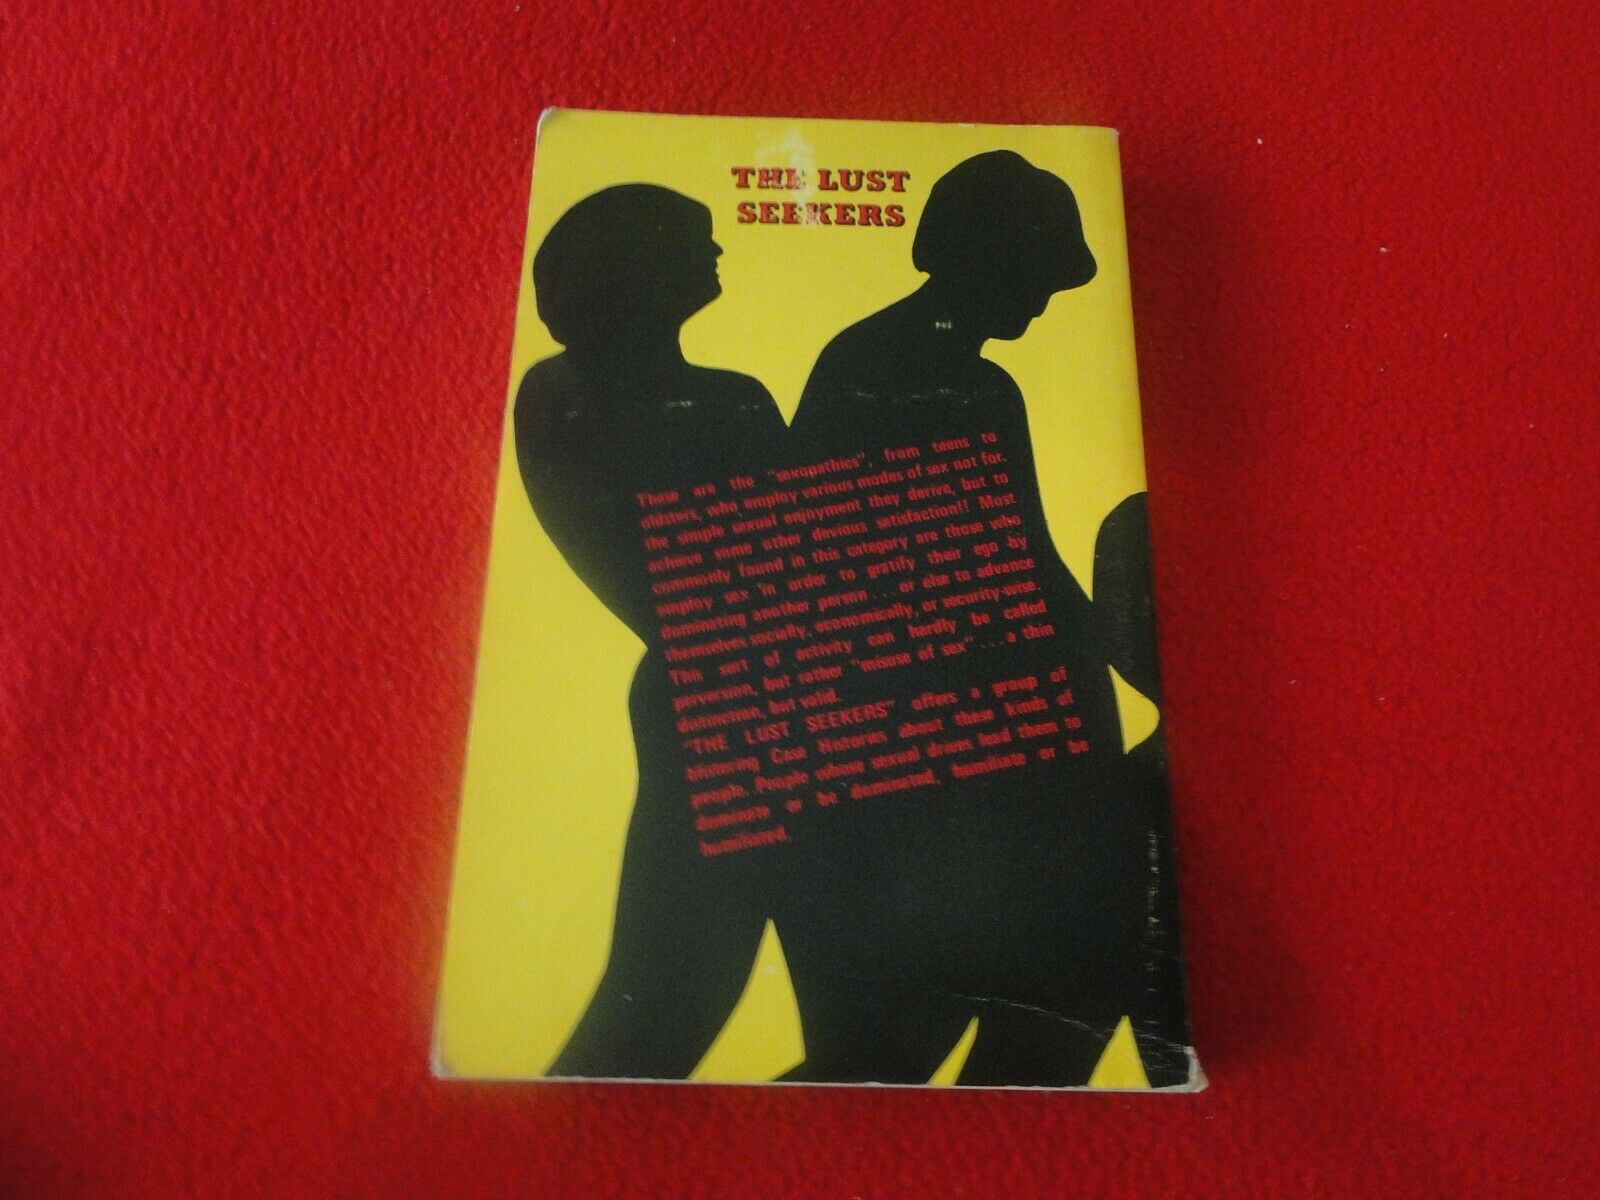 THE LUST
SEEKERS
These are the "sexopathics", from teens to
oldsters, who employ various modes of sex not for
the simple sexual enjoyment they derive, but to
achieve some other devious satisfaction!! Most
commonly found in this category are those who
employ sex in order to gratify their ego by
dominating another person . . . or else to advance
themselves socially, economically, or security-wise.
This sort of activity can hardly be called
perversion, but rather "misuse of sex" . . . a thin
distinction, but valid.
"THE LUST SEEKERS" offers a group of
blistering Case Histories about these kinds of
people. People whose sexual drives lead them to
dominate or be dominated, humiliate or be
humiliated.